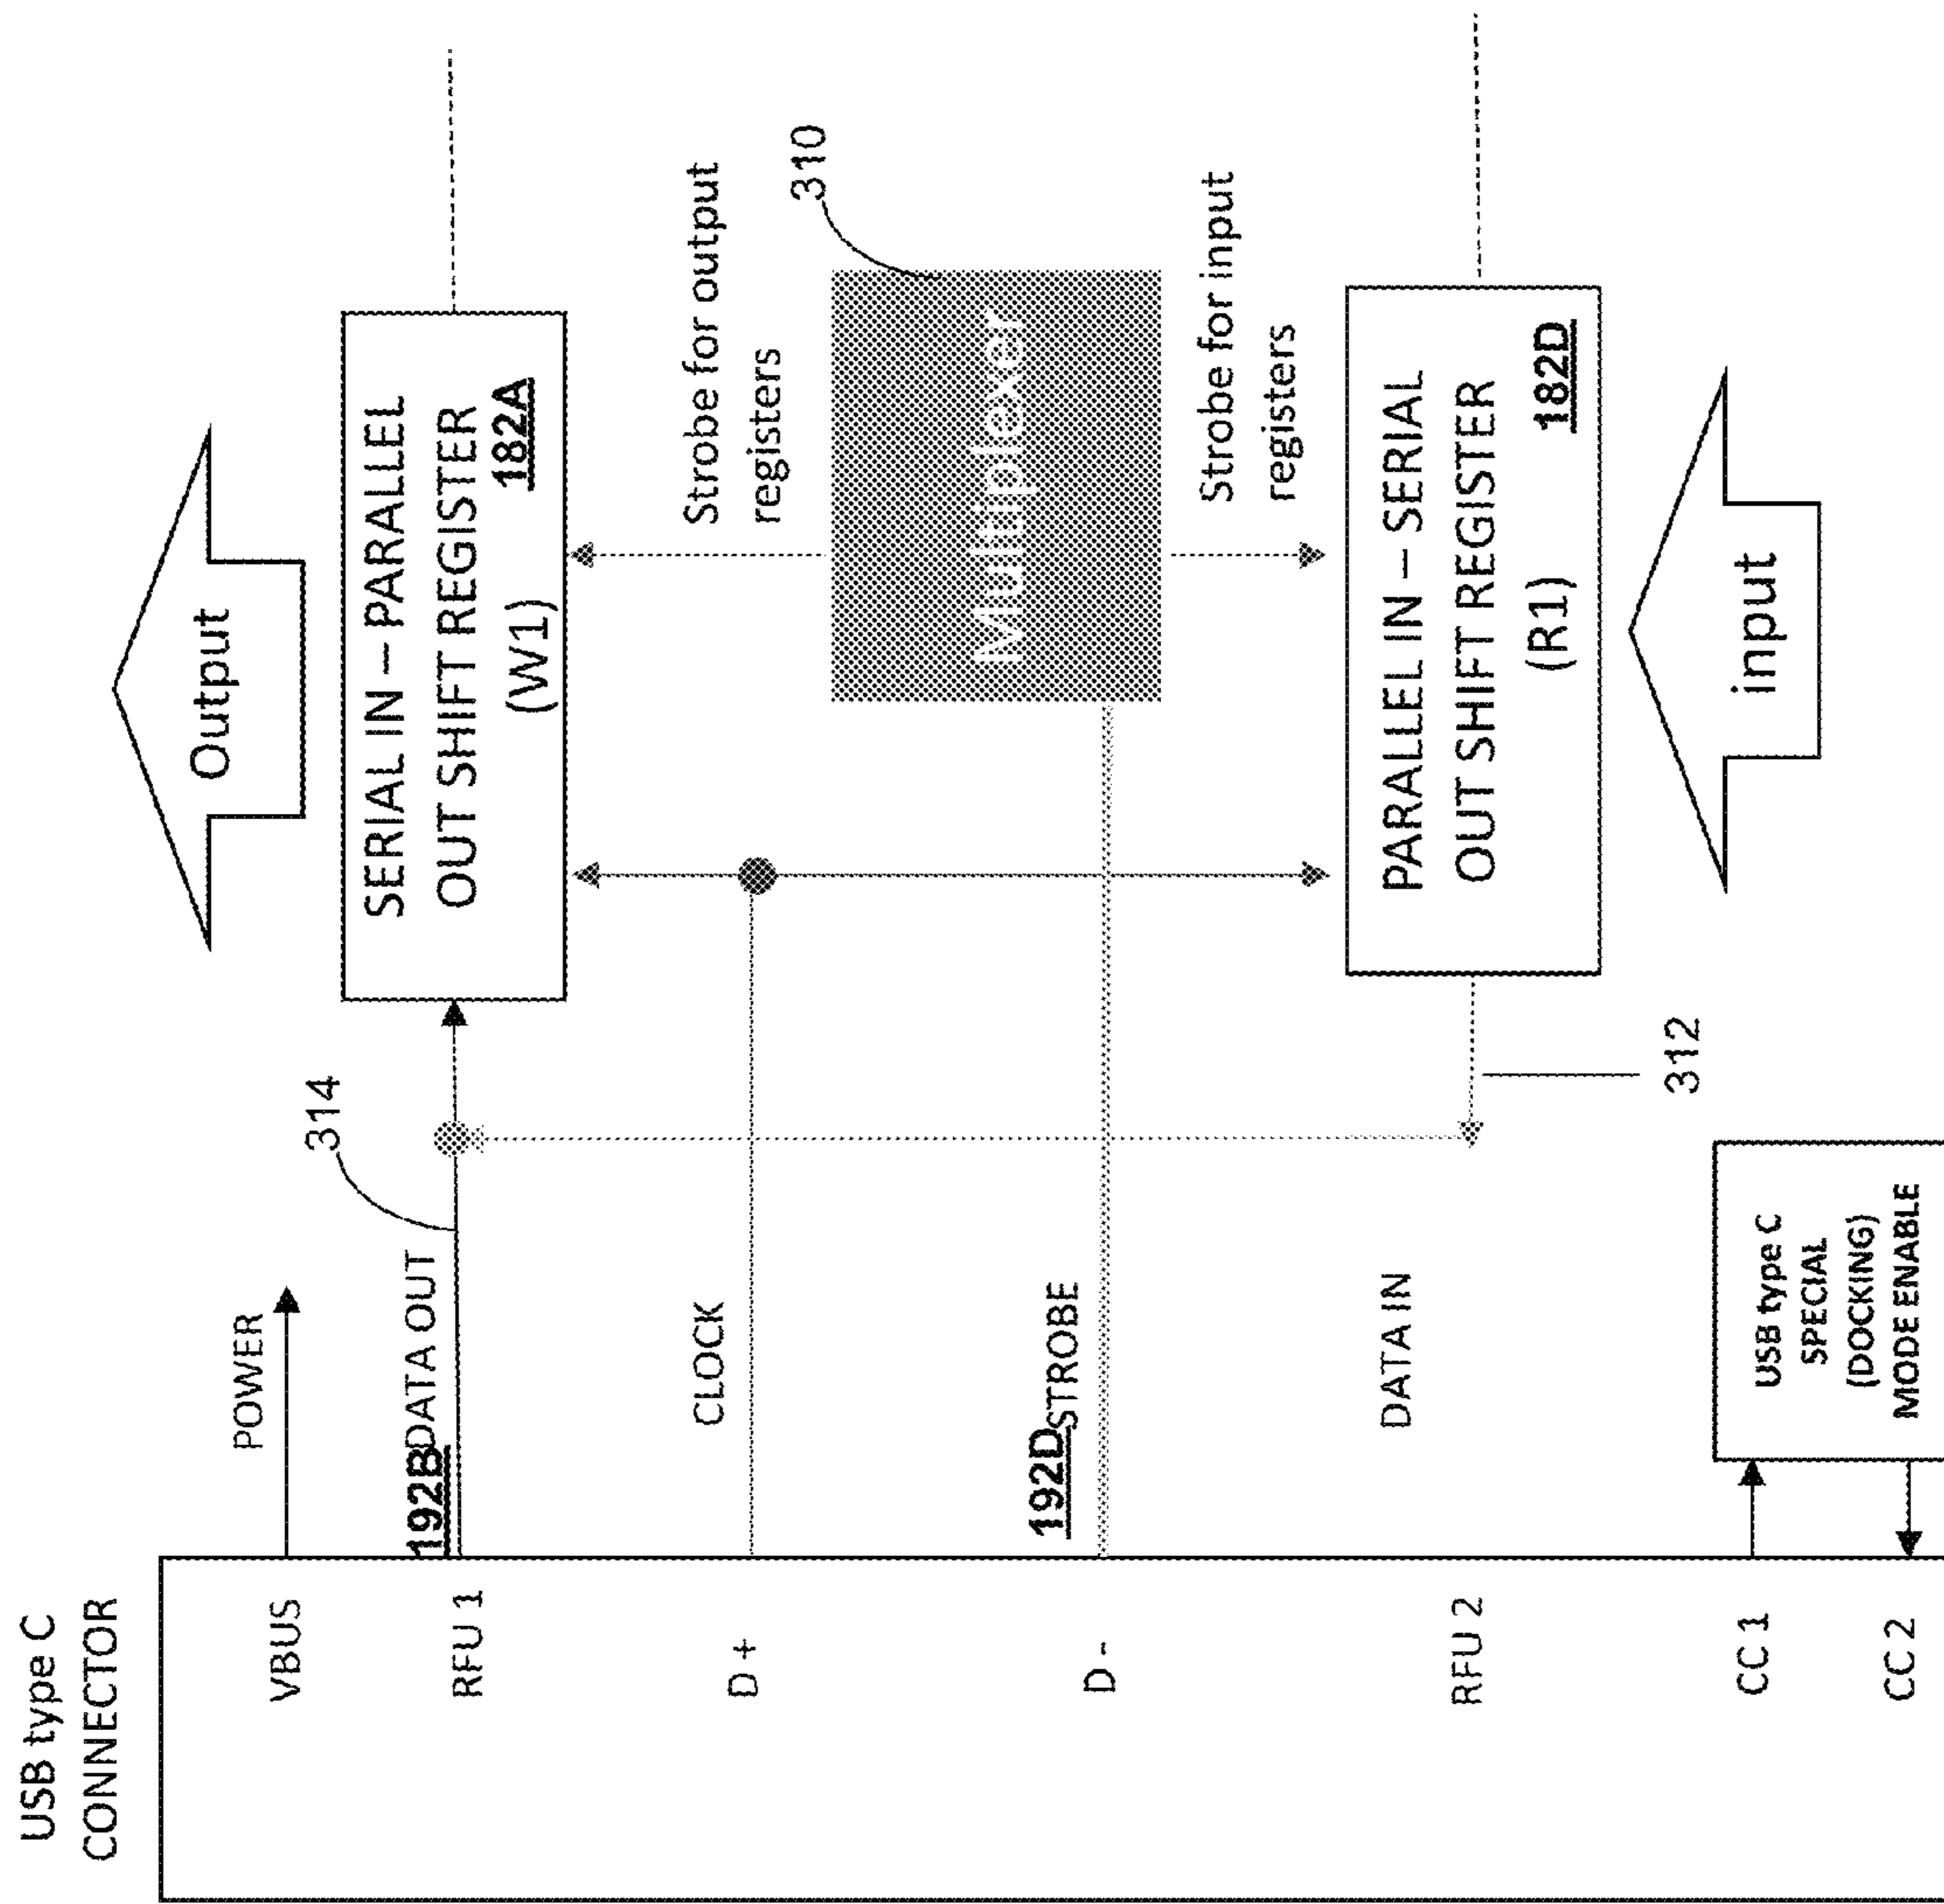 USB type C
CONNECTOR
VBUS
RFU 1
D +
D -
RFU 2
CC 1
CC 2
POWER
192B
DATA OUT
314
CLOCK
192D
STROBE
DATA IN
312
USB type C
SPECIAL
(DOCKING)
MODE ENABLE
Output
SERIAL IN – PARALLEL
OUT SHIFT REGISTER
(W1)
182A
Strobe for output
registers
Multiplexer
310
Strobe for input
registers
PARALLEL IN – SERIAL
OUT SHIFT REGISTER
(R1)
182D
input